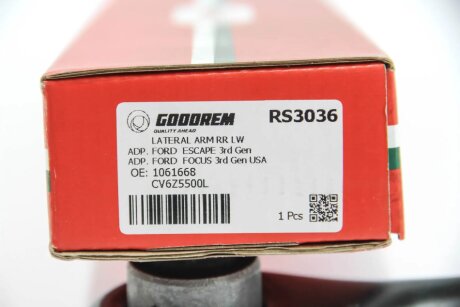 GOODREM
QUALITY AHEAD
RS3036
LATERAL ARM RR LW
ADP. FORD ESCAPE 3rd Gen
ADP. FORD FOCUS 3rd Gen USA
OE: 1061668
CV6Z5500L
1 Pcs